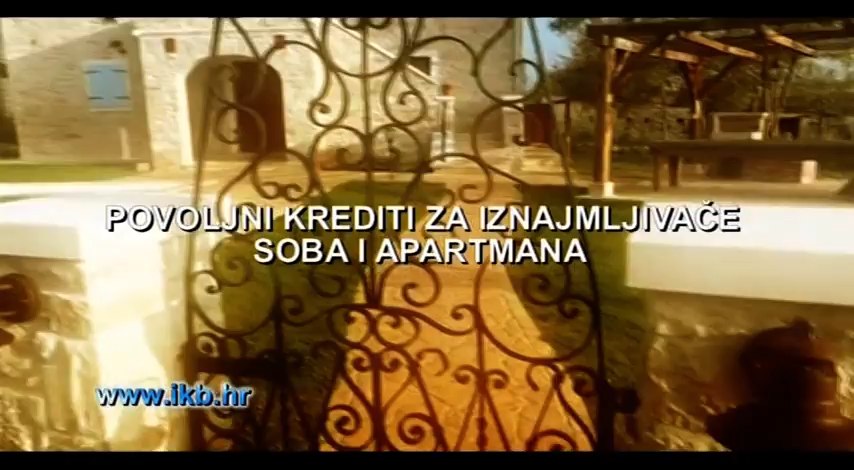 POVOLJNI KREDITI ZA IZNAJMLJIVAČE
SOBA I APARTMANA
www.ikb.hr